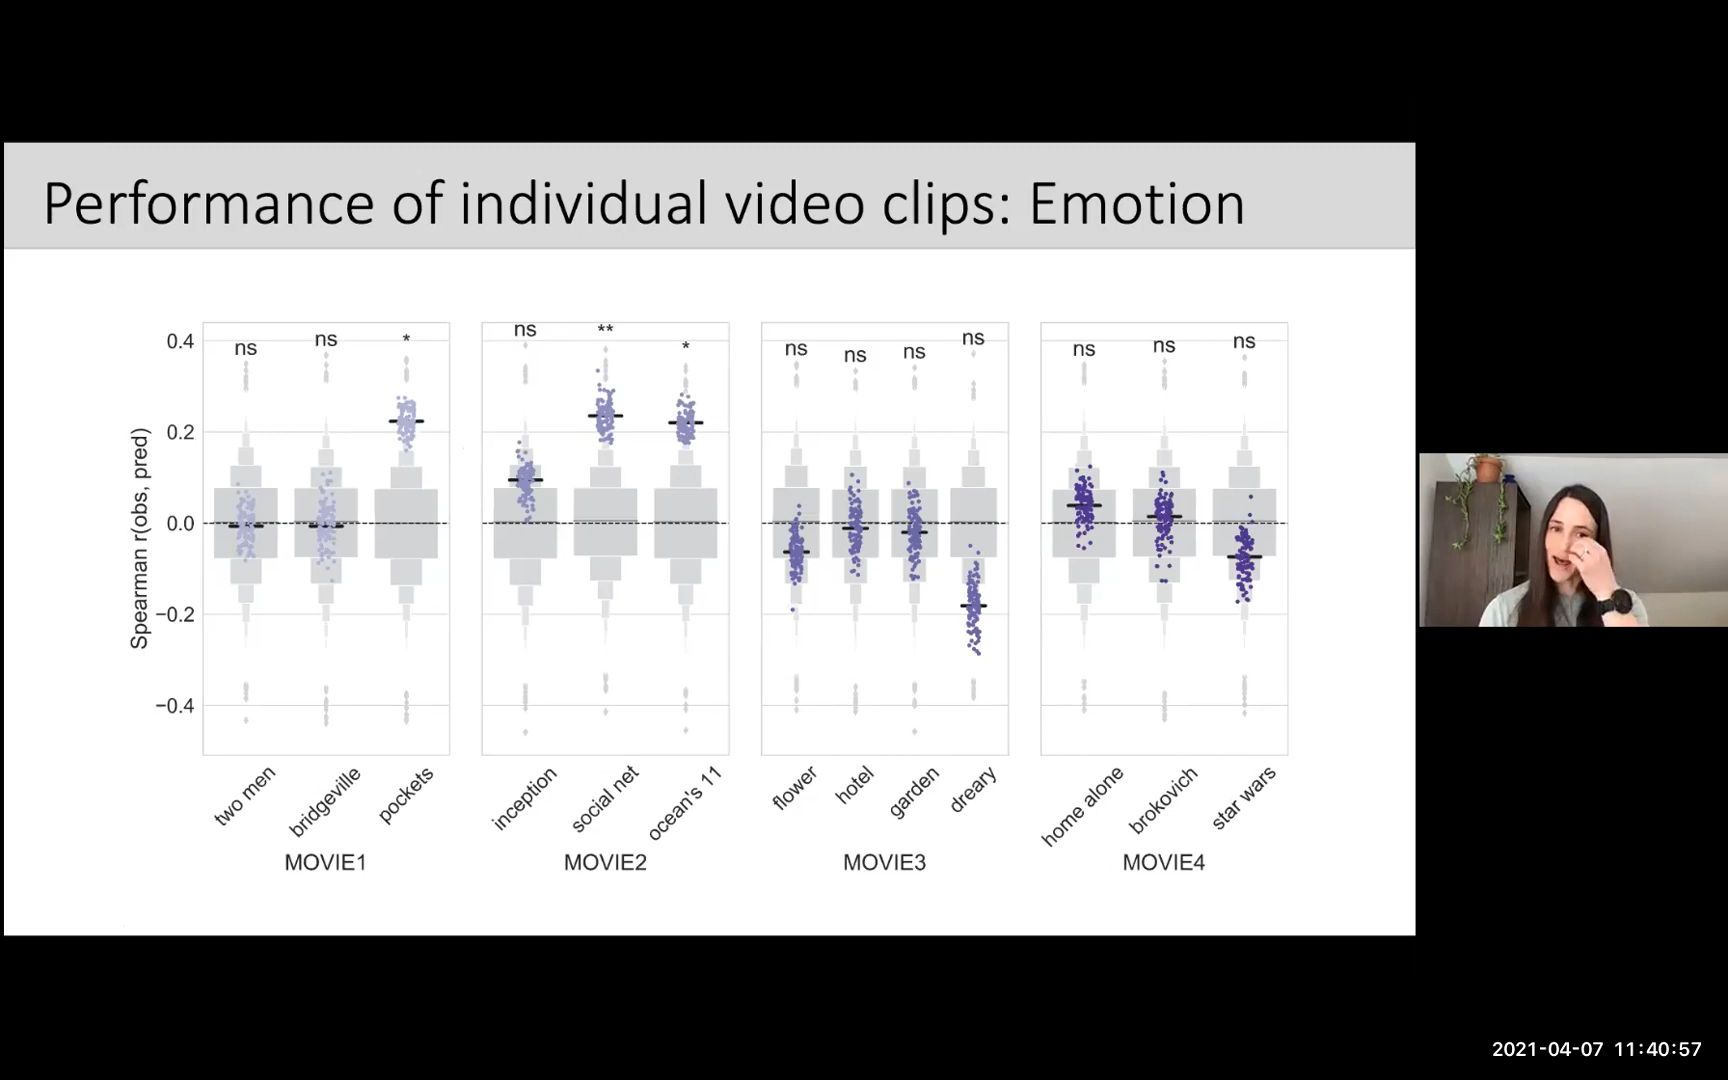 Performance of individual video clips: Emotion
Spearman r(obs, pred)
0.4
0.2
0.0
−0.2
−0.4
ns ns *
ns ** *
ns ns ns ns
ns ns ns
two men bridgeville pockets
inception social net ocean's 11
flower hotel garden dreary
home alone brokovich star wars
MOVIE1 MOVIE2 MOVIE3 MOVIE4
2021-04-07 11:40:57